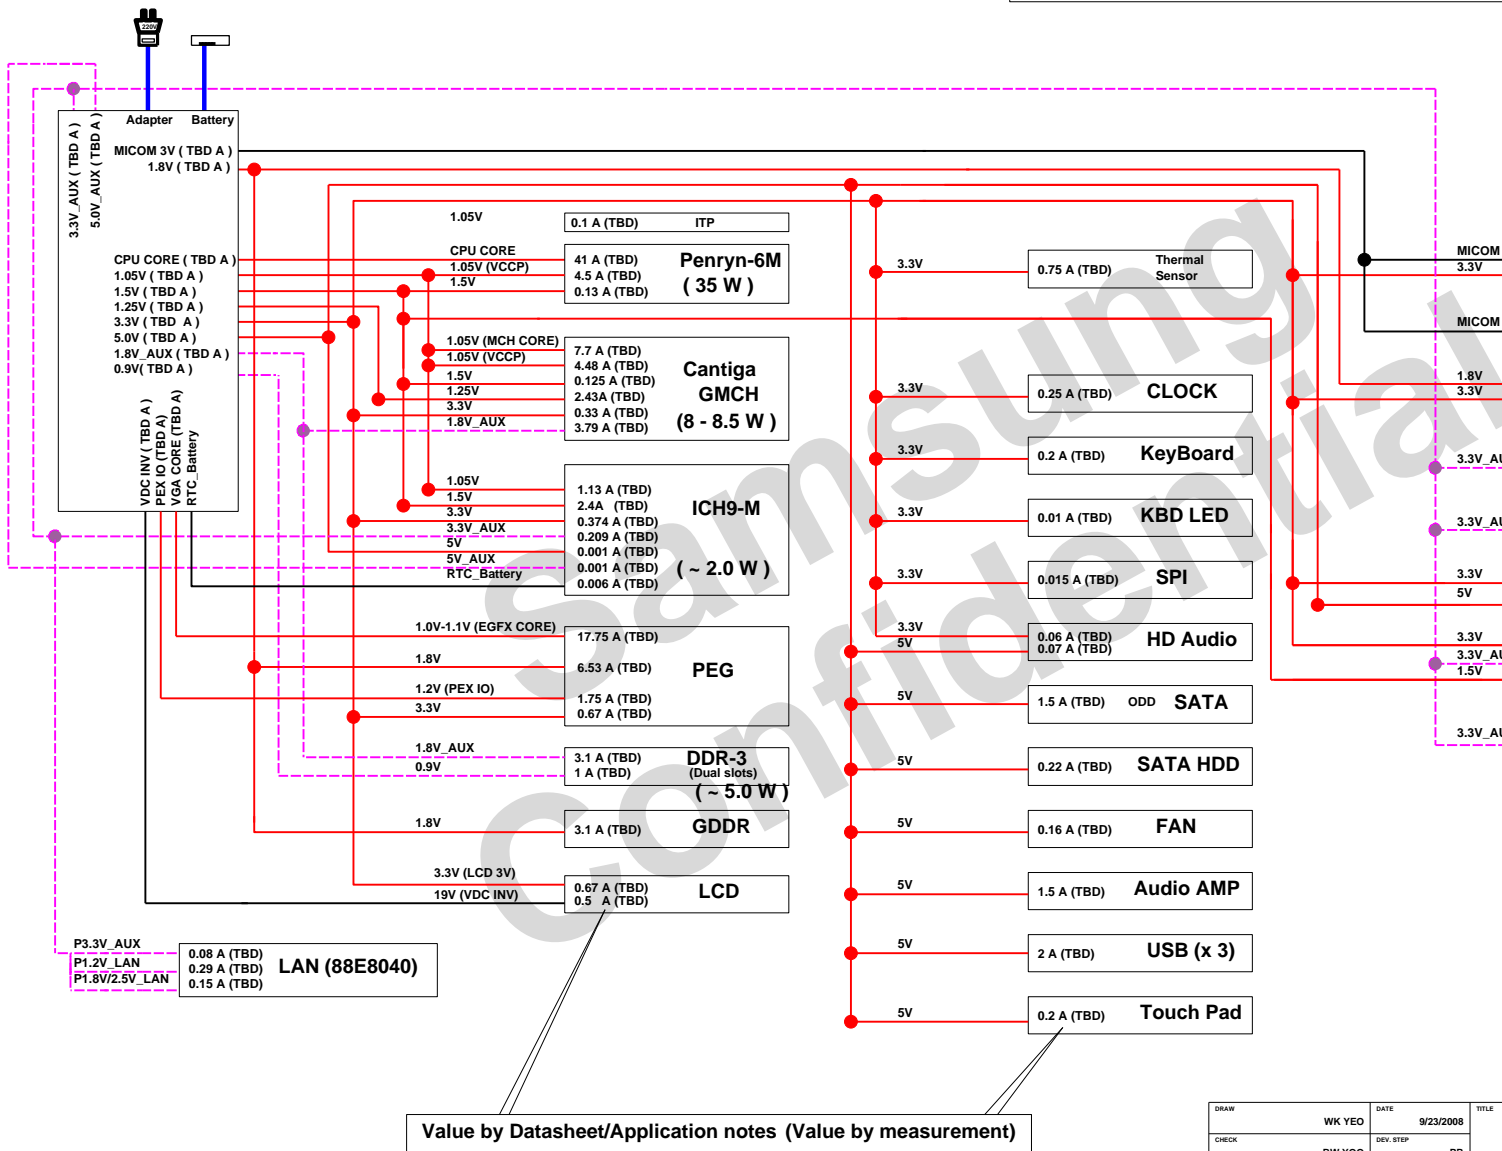 220V
Adapter Battery
3.3V_AUX ( TBD A )
5.0V_AUX ( TBD A )
MICOM 3V ( TBD A )
1.8V ( TBD A )
CPU CORE ( TBD A )
1.05V ( TBD A )
1.5V ( TBD A )
1.25V ( TBD A )
3.3V ( TBD A )
5.0V ( TBD A )
1.8V_AUX ( TBD A )
0.9V( TBD A )
VDC INV ( TBD A )
PEX IO (TBD A)
VGA CORE (TBD A)
RTC_Battery
1.05V
0.1 A (TBD) ITP
CPU CORE
1.05V (VCCP)
1.5V
41 A (TBD)
4.5 A (TBD)
0.13 A (TBD)
Penryn-6M
( 35 W )
1.05V (MCH CORE)
1.05V (VCCP)
1.5V
1.25V
3.3V
1.8V_AUX
7.7 A (TBD)
4.48 A (TBD)
0.125 A (TBD)
2.43A (TBD)
0.33 A (TBD)
3.79 A (TBD)
Cantiga
GMCH
(8 - 8.5 W )
1.05V
1.5V
3.3V
3.3V_AUX
5V
5V_AUX
RTC_Battery
1.13 A (TBD)
2.4A (TBD)
0.374 A (TBD)
0.209 A (TBD)
0.001 A (TBD)
0.001 A (TBD)
0.006 A (TBD)
ICH9-M
( ~ 2.0 W )
1.0V-1.1V (EGFX CORE)
1.8V
1.2V (PEX IO)
3.3V
17.75 A (TBD)
6.53 A (TBD)
1.75 A (TBD)
0.67 A (TBD)
PEG
1.8V_AUX
0.9V
3.1 A (TBD)
1 A (TBD)
DDR-3
(Dual slots)
( ~ 5.0 W )
1.8V
3.1 A (TBD) GDDR
3.3V (LCD 3V)
19V (VDC INV)
0.67 A (TBD)
0.5 A (TBD)
LCD
P3.3V_AUX
P1.2V_LAN
P1.8V/2.5V_LAN
0.08 A (TBD)
0.29 A (TBD)
0.15 A (TBD)
LAN (88E8040)
3.3V
0.75 A (TBD) Thermal
Sensor
3.3V
0.25 A (TBD) CLOCK
3.3V
0.2 A (TBD) KeyBoard
3.3V
0.01 A (TBD) KBD LED
3.3V
0.015 A (TBD) SPI
3.3V
5V
0.06 A (TBD)
0.07 A (TBD)
HD Audio
5V
1.5 A (TBD) ODD SATA
5V
0.22 A (TBD) SATA HDD
5V
0.16 A (TBD) FAN
5V
1.5 A (TBD) Audio AMP
5V
2 A (TBD) USB (x 3)
5V
0.2 A (TBD) Touch Pad
MICOM
3.3V
MICOM
1.8V
3.3V
3.3V_AU
3.3V_AU
3.3V
5V
3.3V
3.3V_AU
1.5V
3.3V_AU
Samsung
Confidential
Value by Datasheet/Application notes (Value by measurement)
DRAW WK YEO DATE 9/23/2008 TITLE
CHECK DEV. STEP